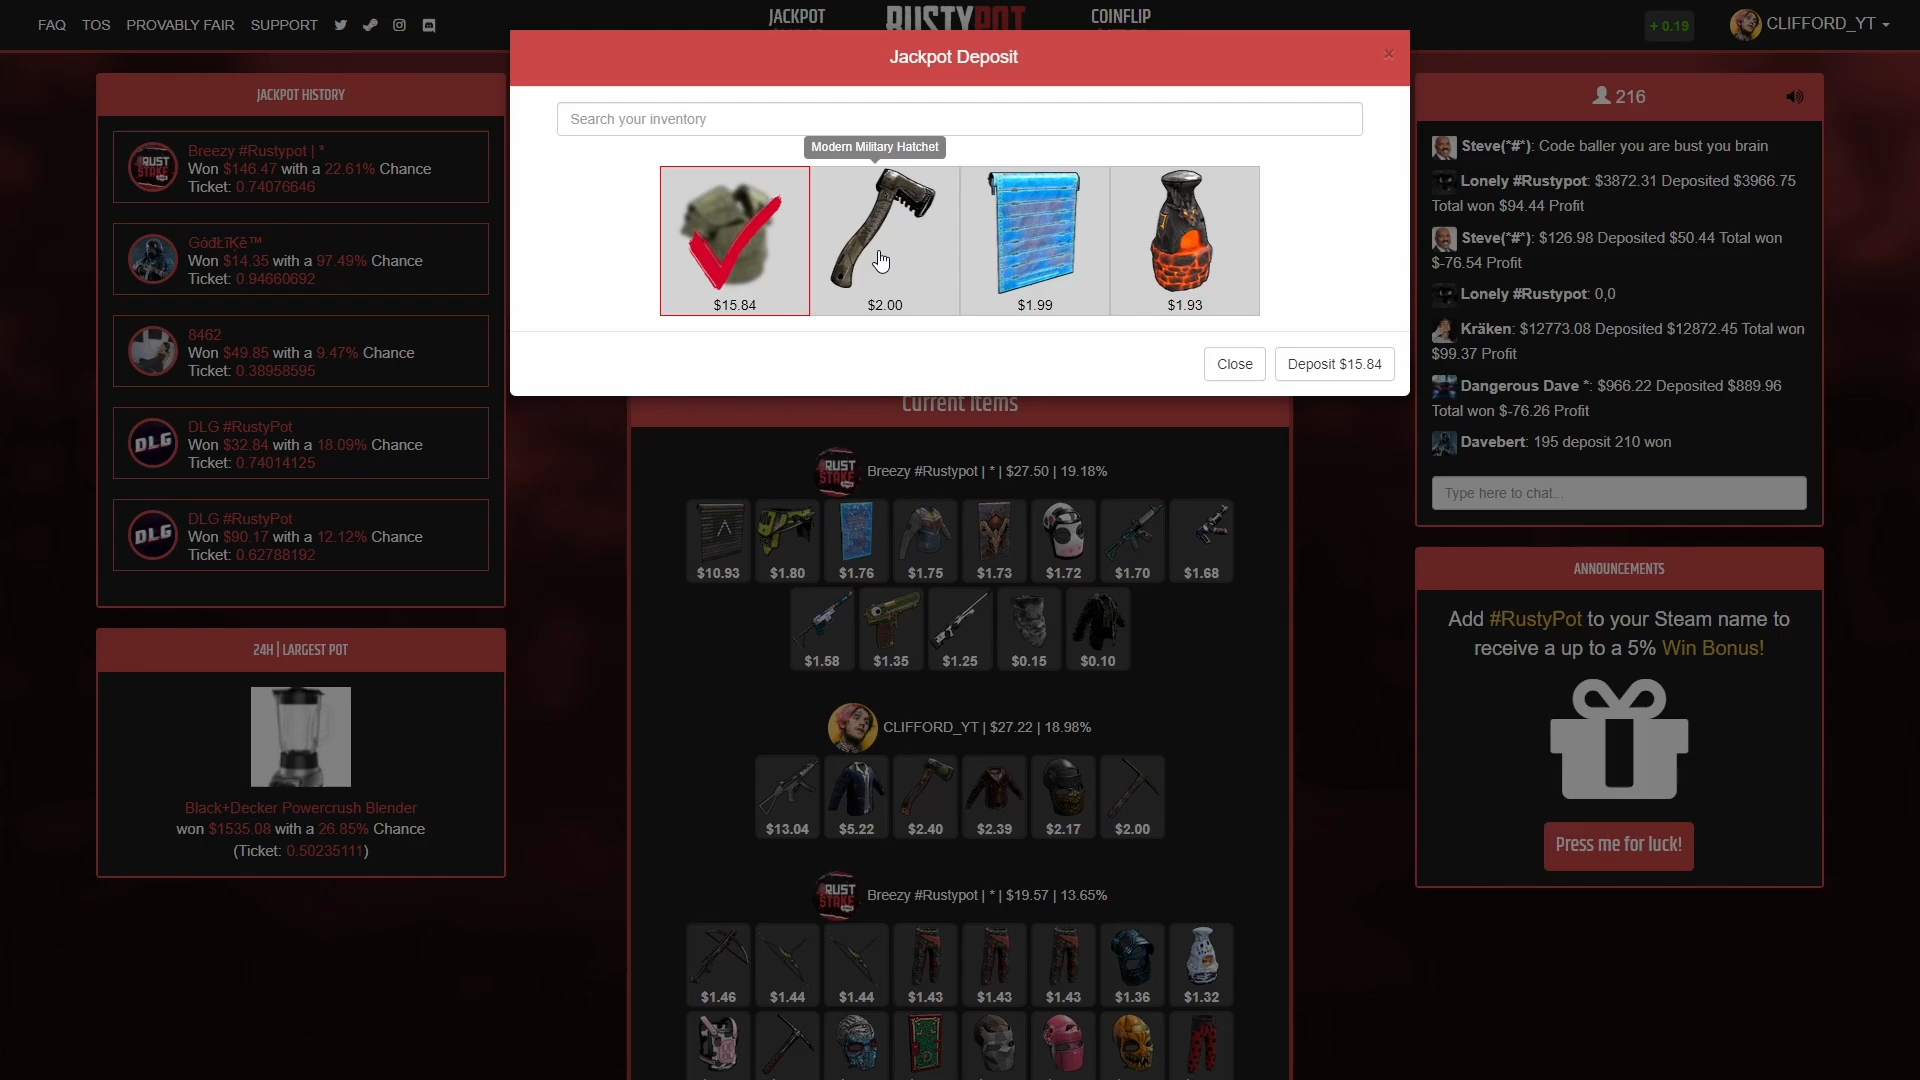 FAQ TOS PROVABLY FAIR SUPPORT
JACKPOT
RUSTYPOT
COINFLIP
+ 0.19
CLIFFORD_YT
Jackpot Deposit
×
Search your inventory
Modern Military Hatchet
$15.84 $2.00 $1.99 $1.93
Close Deposit $15.84
JACKPOT HISTORY
Breezy #Rustypot | *
Won $146.47 with a 22.61% Chance
Ticket: 0.74076646
Won $14.35 with a 97.49% Chance
Ticket: 0.94660692
8462
Won $49.85 with a 9.47% Chance
Ticket: 0.38958595
DLG
DLG #RustyPot
Won $32.84 with a 18.09% Chance
Ticket: 0.74014125
DLG
DLG #RustyPot
Won $90.17 with a 12.12% Chance
Ticket: 0.62788192
24H | LARGEST POT
Black+Decker Powercrush Blender
won $1535.08 with a 26.85% Chance
(Ticket: 0.50235111)
Current Items
RUST STAKE
Breezy #Rustypot | * | $27.50 | 19.18%
$10.93 $1.80 $1.76 $1.75 $1.73 $1.72 $1.70 $1.68
$1.58 $1.35 $1.25 $0.15 $0.10
CLIFFORD_YT | $27.22 | 18.98%
$13.04 $5.22 $2.40 $2.39 $2.17 $2.00
RUST STAKE
Breezy #Rustypot | * | $19.57 | 13.65%
$1.46 $1.44 $1.44 $1.43 $1.43 $1.43 $1.36 $1.32
216
Steve(*#*): Code baller you are bust you brain
Lonely #Rustypot: $3872.31 Deposited $3966.75
Total won $94.44 Profit
Steve(*#*): $126.98 Deposited $50.44 Total won
$-76.54 Profit
Lonely #Rustypot: 0,0
Kräken: $12773.08 Deposited $12872.45 Total won
$99.37 Profit
Dangerous Dave *: $966.22 Deposited $889.96
Total won $-76.26 Profit
Davebert: 195 deposit 210 won
Type here to chat...
ANNOUNCEMENTS
Add #RustyPot to your Steam name to
receive a up to a 5% Win Bonus!
Press me for luck!